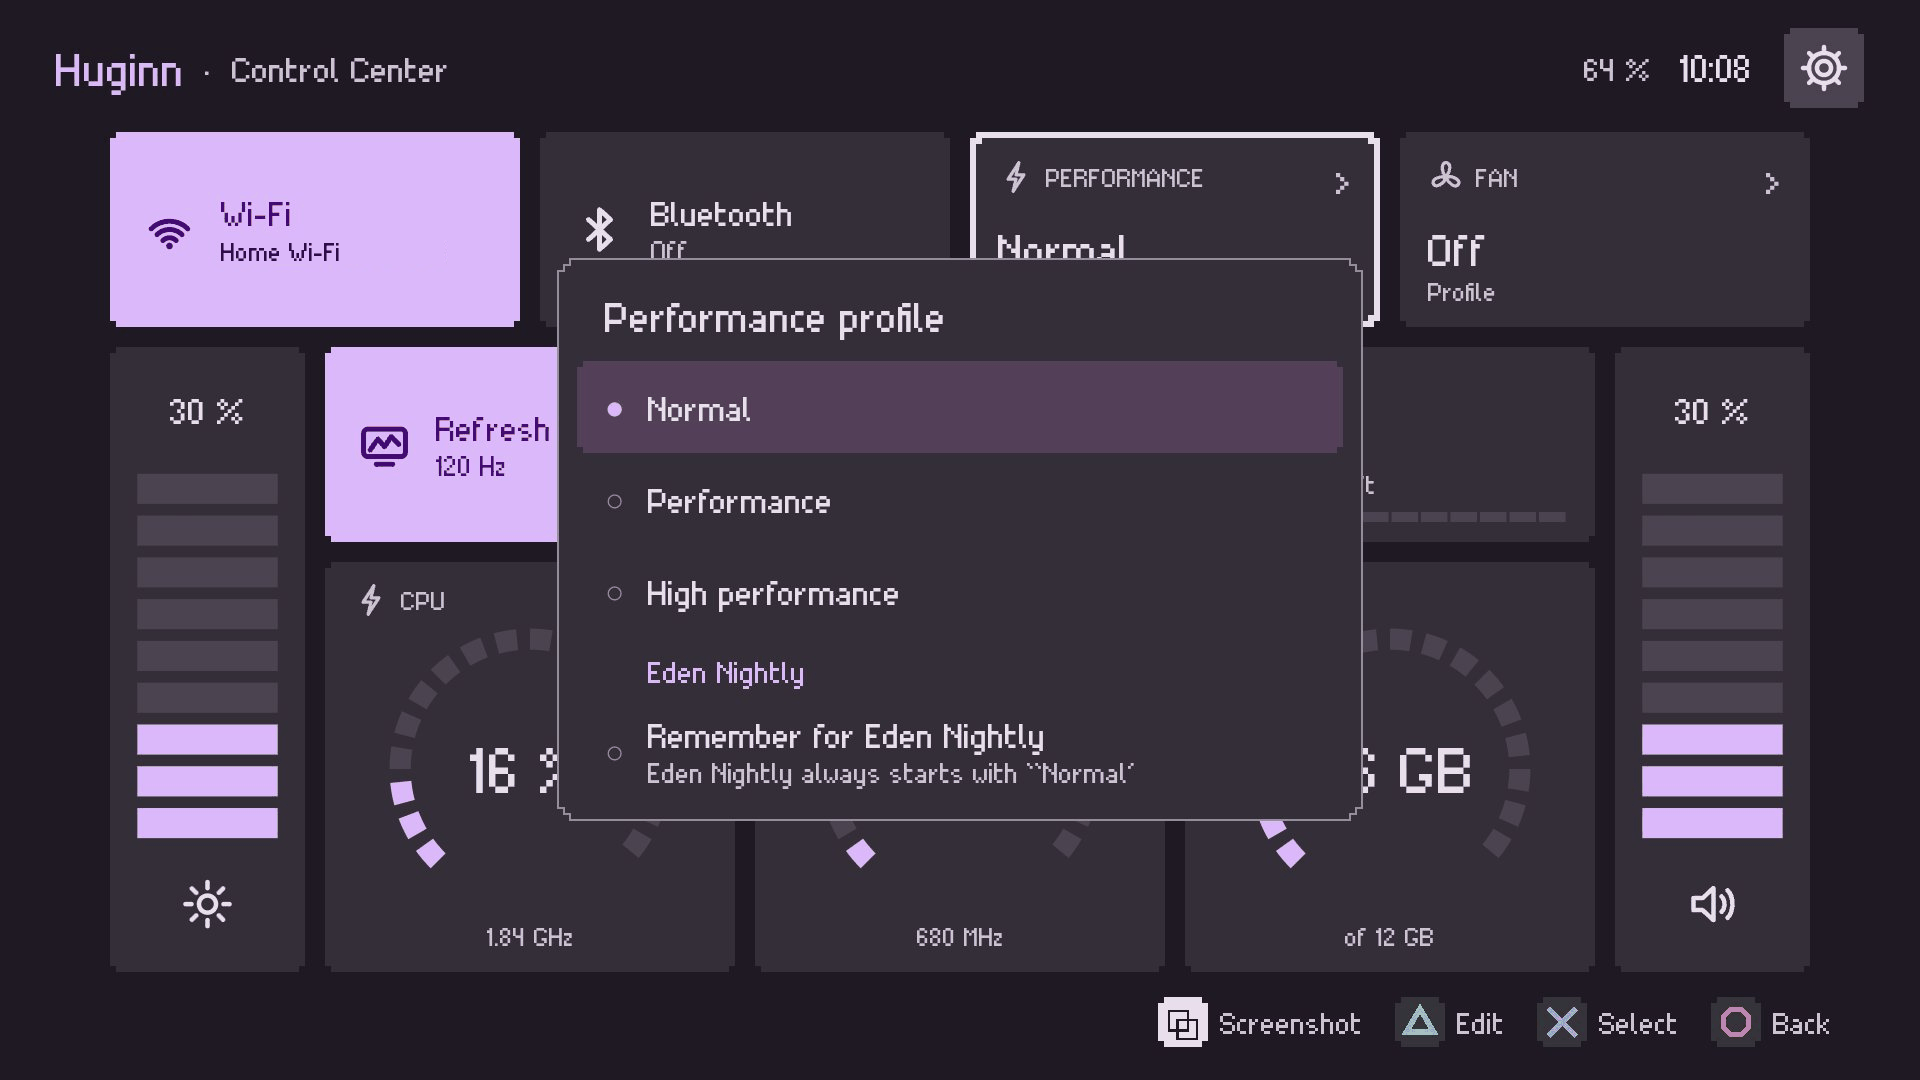 Huginn · Control Center
64 % 10:08
Wi-Fi
Home Wi-Fi
Bluetooth
Off
PERFORMANCE
Normal
FAN
Off
Profile
30 %
Refresh
120 Hz
Performance profile
Normal
Performance
High performance
Eden Nightly
Remember for Eden Nightly
Eden Nightly always starts with “Normal”
30 %
CPU
16 %
1.84 GHz
680 MHz
GB
of 12 GB
Screenshot
Edit
Select
Back